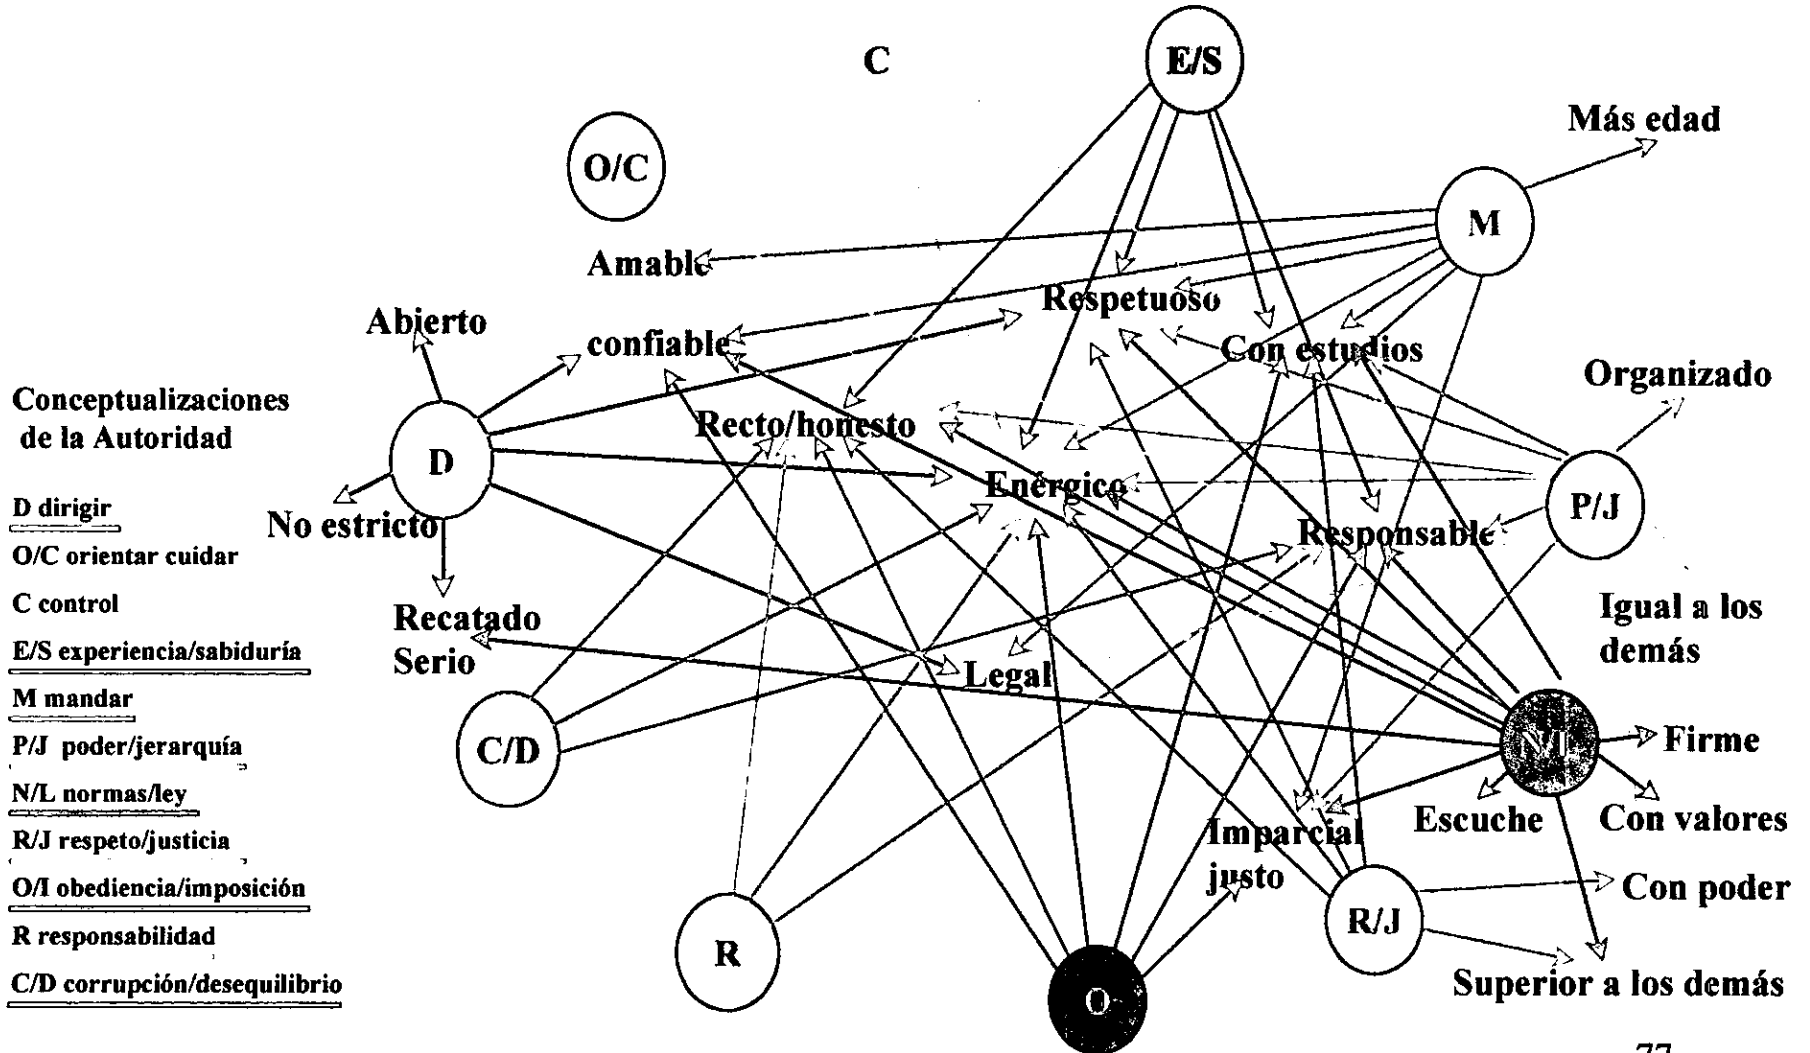 C
E/S
Más edad
O/C
M
Amable
Respetuoso
Abierto
confiable
Con estudios
Organizado
Conceptualizaciones
de la Autoridad
Recto/honesto
D
Enérgico
P/J
D dirigir
No estricto
Responsable
O/C orientar cuidar
C control
Recatado
Serio
Igual a los
demás
E/S experiencia/sabiduría
Legal
M mandar
P/J poder/jerarquía
C/D
Firme
N/L normas/ley
Escuche
Con valores
R/J respeto/justicia
Imparcial
justo
O/I obediencia/imposición
Con poder
R/J
R responsabilidad
R
C/D corrupción/desequilibrio
Superior a los demás
O